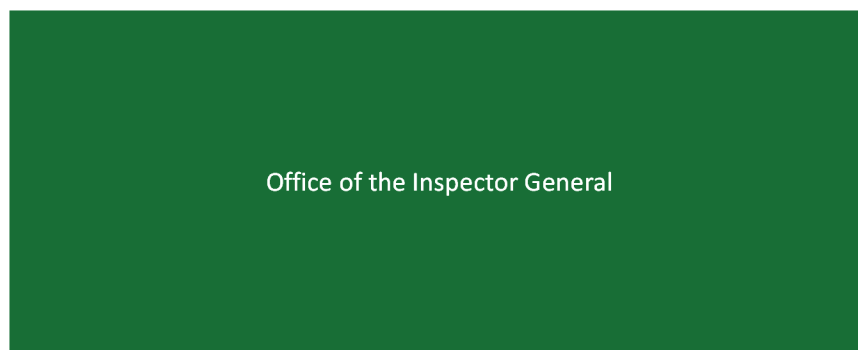 Office of the Inspector General